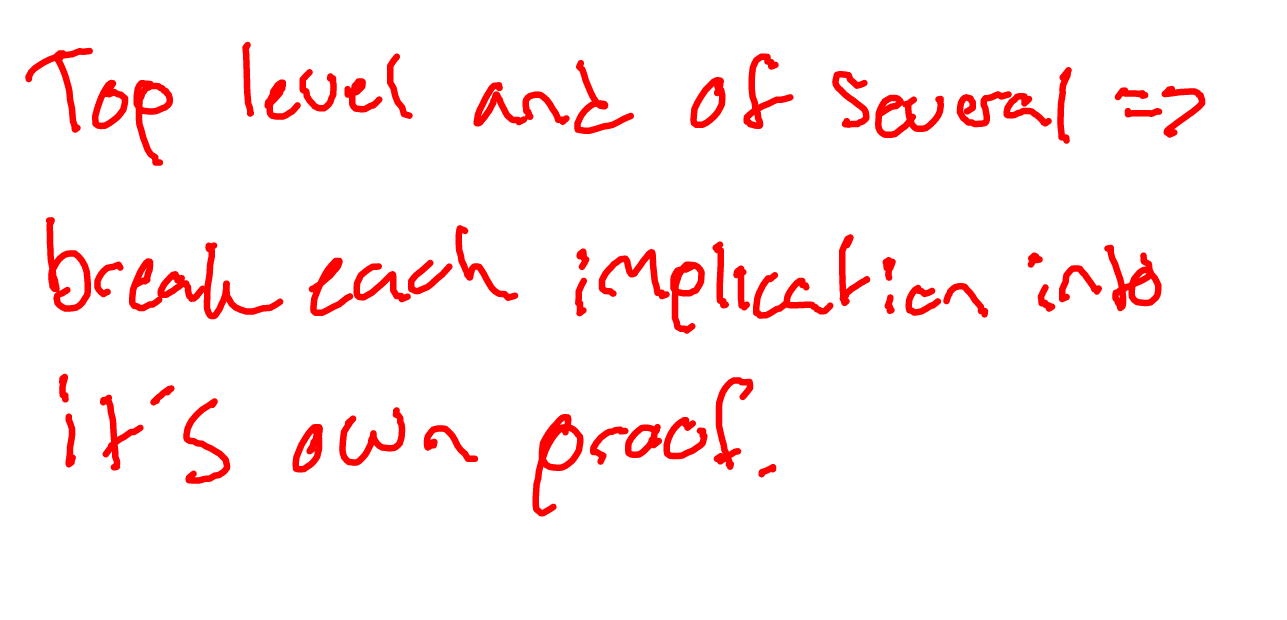 Top level and of several =>
break each implication into
it's own proof.